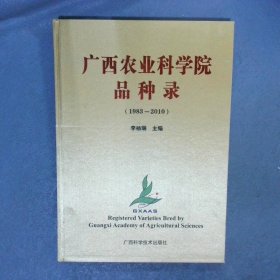 广西农业科学院
品种录
(1983—2010)
李杨瑞 主编
GXAAS
Registered Varieties Bred by
Guangxi Academy of Agricultural Sciences
广西科学技术出版社